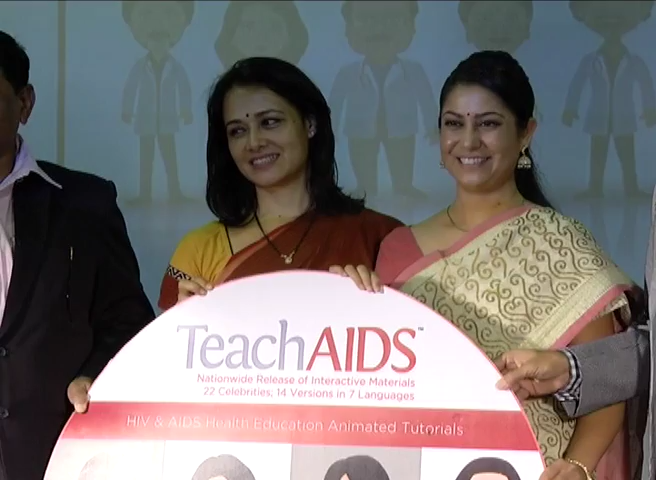 TeachAIDS™
Nationwide Release of Interactive Materials
22 Celebrities, 14 Versions in 7 Languages
HIV & AIDS Health Education Animated Tutorials